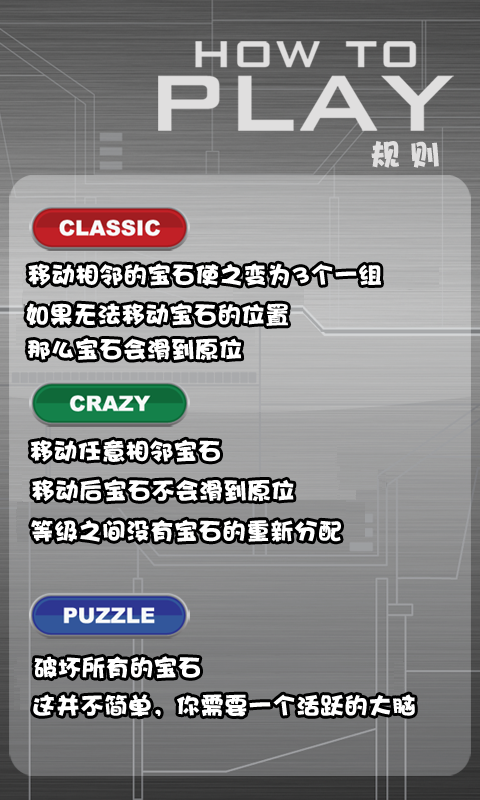 HOW TO
PLAY
规则
CLASSIC
移动相邻的宝石使之变为3个一组
如果无法移动宝石的位置
那么宝石会滑到原位
CRAZY
移动任意相邻宝石
移动后宝石不会滑到原位
等级之间没有宝石的重新分配
PUZZLE
破坏所有的宝石
这并不简单，你需要一个活跃的大脑